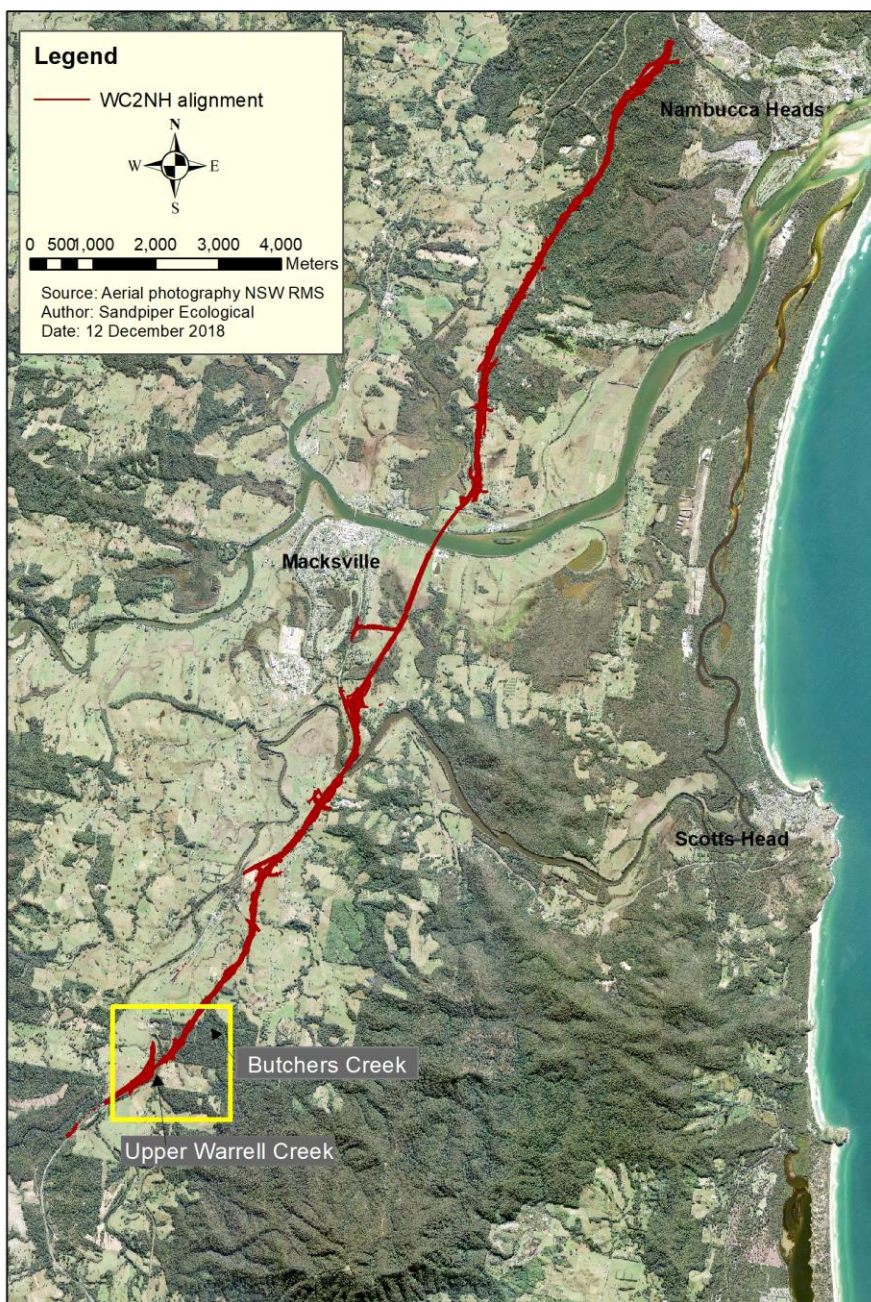 Legend
WC2NH alignment
N
W
E
S
0 500 1,000 2,000 3,000 4,000
Meters
Source: Aerial photography NSW RMS
Author: Sandpiper Ecological
Date: 12 December 2018
Nambucca Heads
Macksville
Scotts Head
Butchers Creek
Upper Warrell Creek